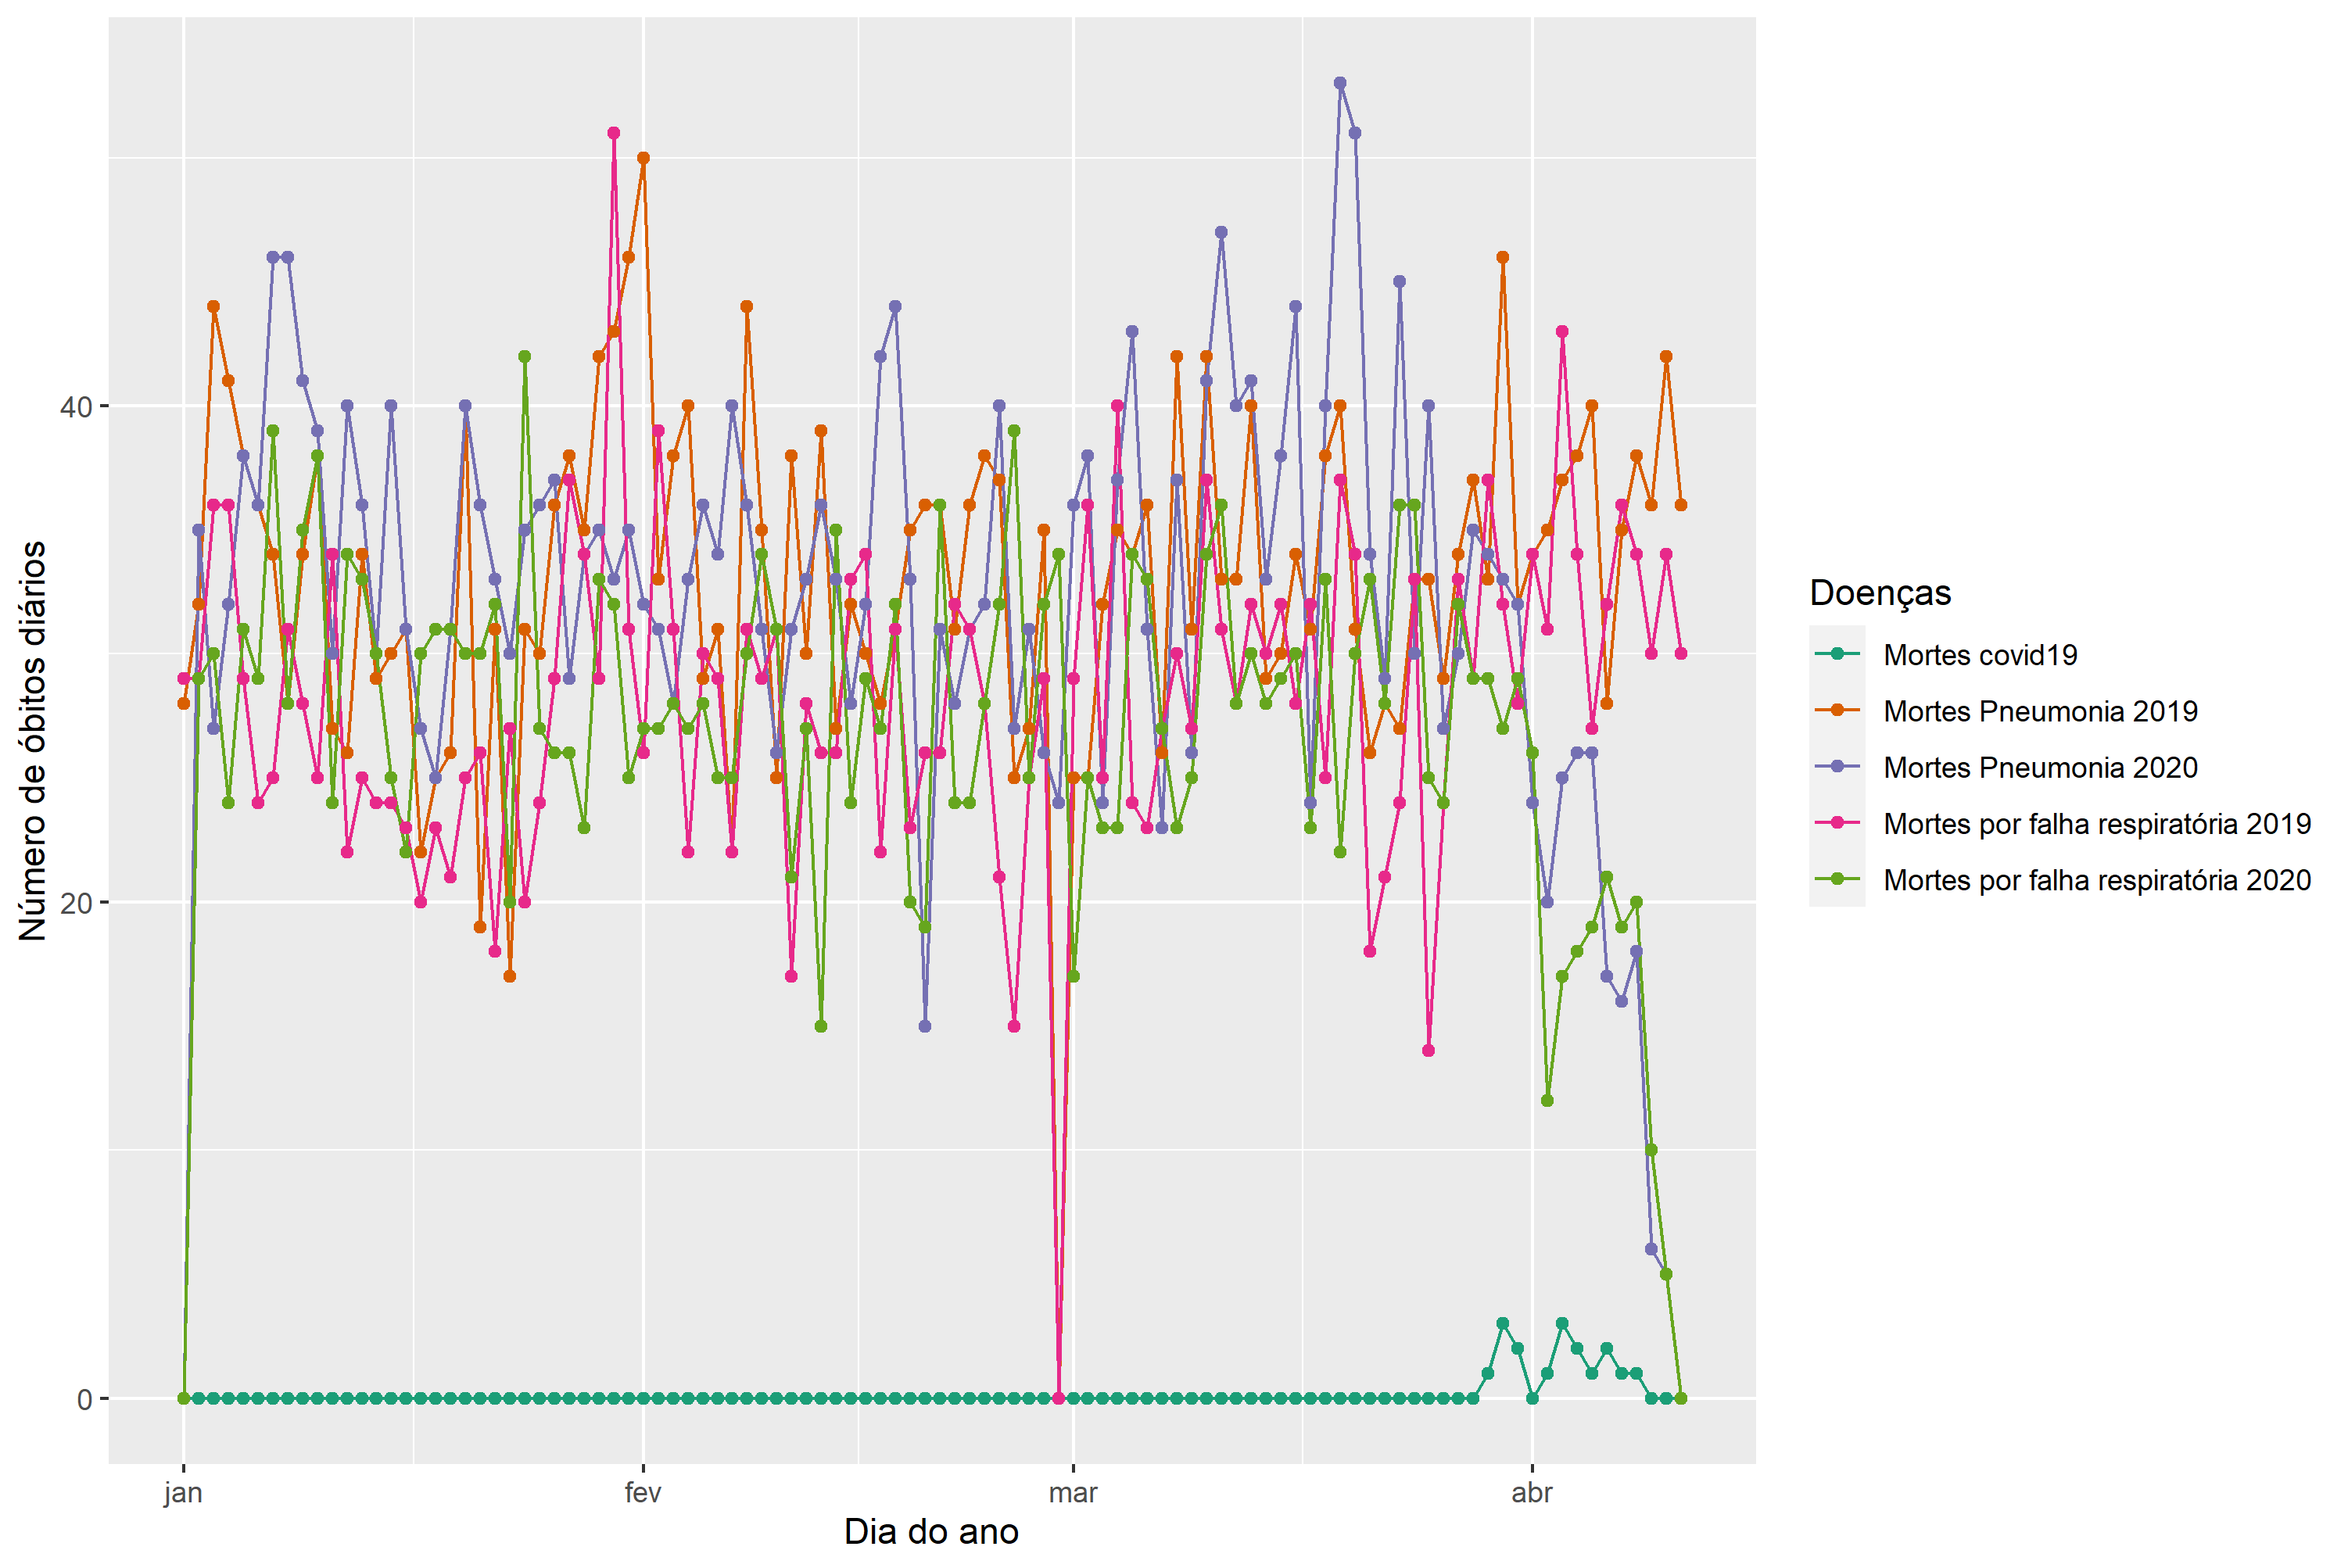 Número de óbitos diários
40
20
0
jan
fev
mar
abr
Dia do ano
Doenças
Mortes covid19
Mortes Pneumonia 2019
Mortes Pneumonia 2020
Mortes por falha respiratória 2019
Mortes por falha respiratória 2020